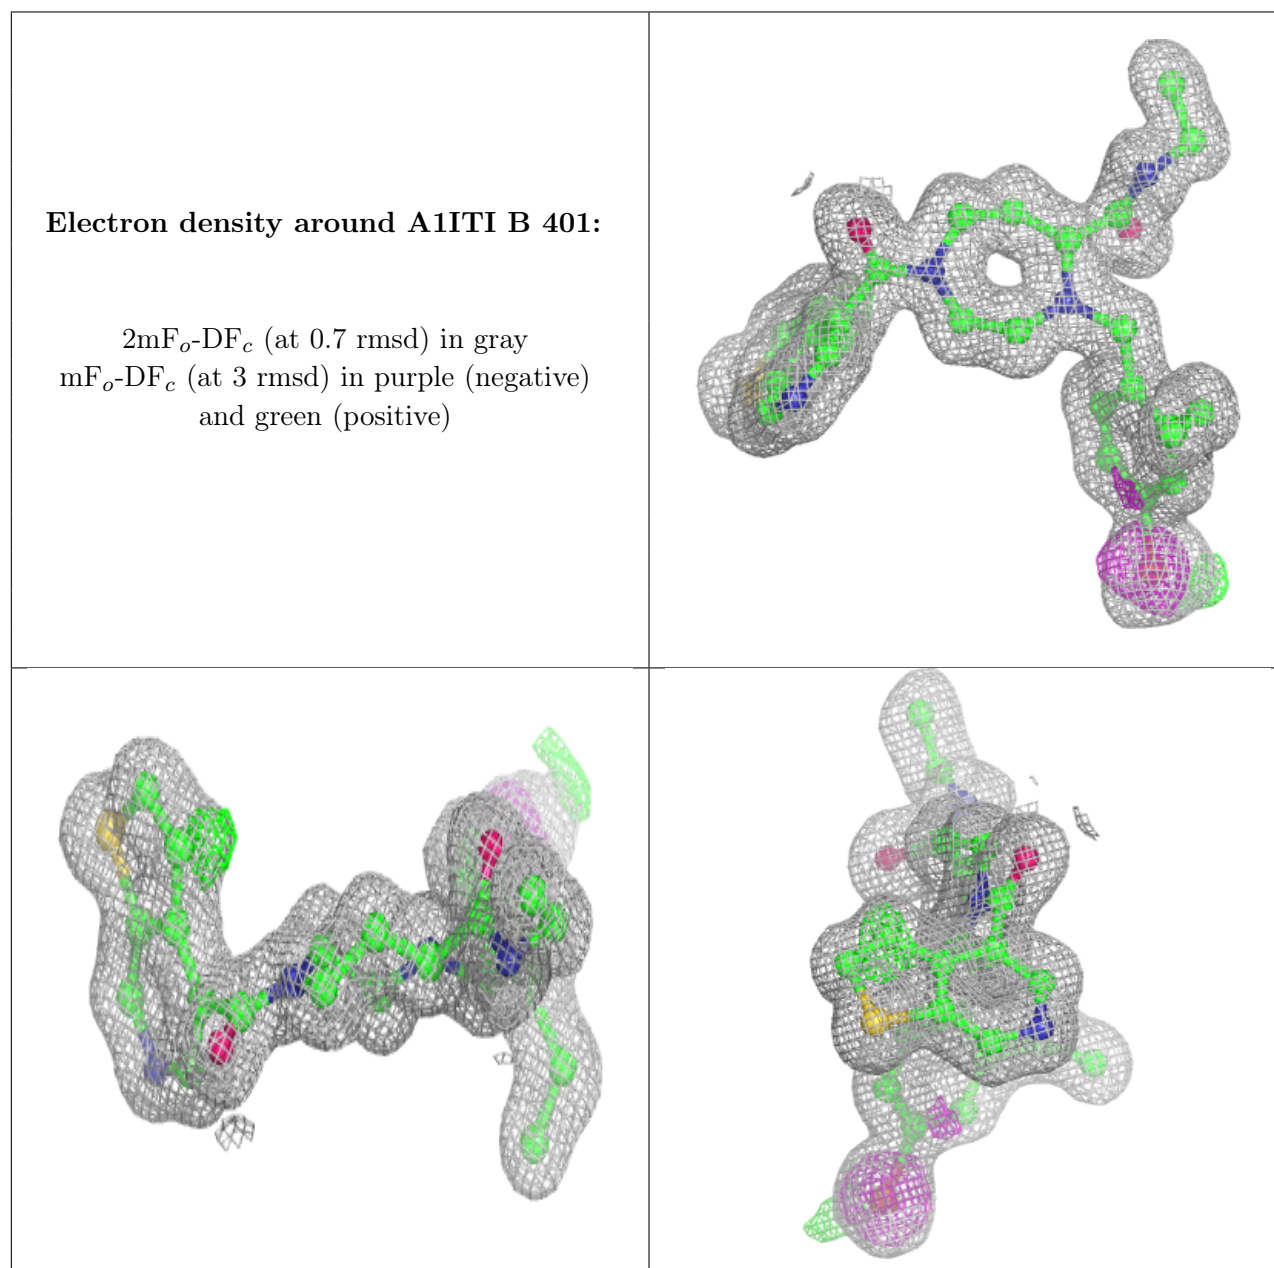 Electron density around A1ITI B 401:
2mFo-DFc (at 0.7 rmsd) in gray
mFo-DFc (at 3 rmsd) in purple (negative)
and green (positive)